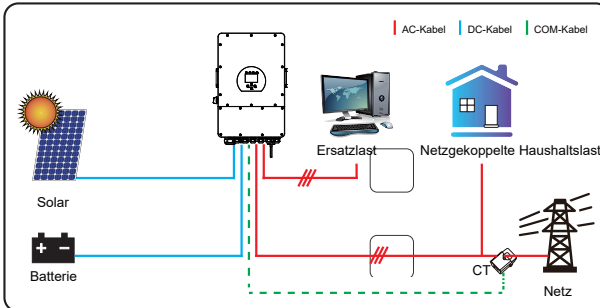 AC-Kabel DC-Kabel COM-Kabel
Ersatzlast
Netzgekoppelte Haushaltslast
Solar
Batterie
CT
Netz